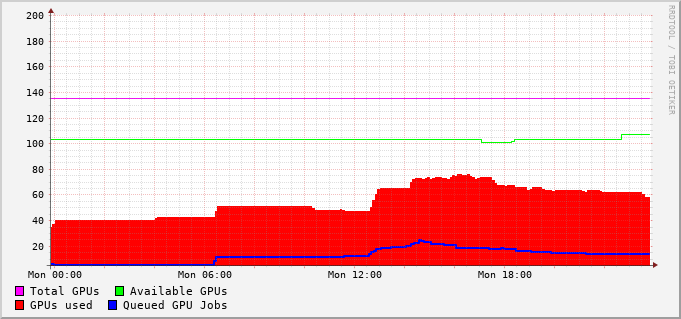 RRDTOOL / TOBI OETIKER
200
180
160
140
120
100
80
60
40
20
Mon 00:00 Mon 06:00 Mon 12:00 Mon 18:00
Total GPUs Available GPUs
GPUs used Queued GPU Jobs